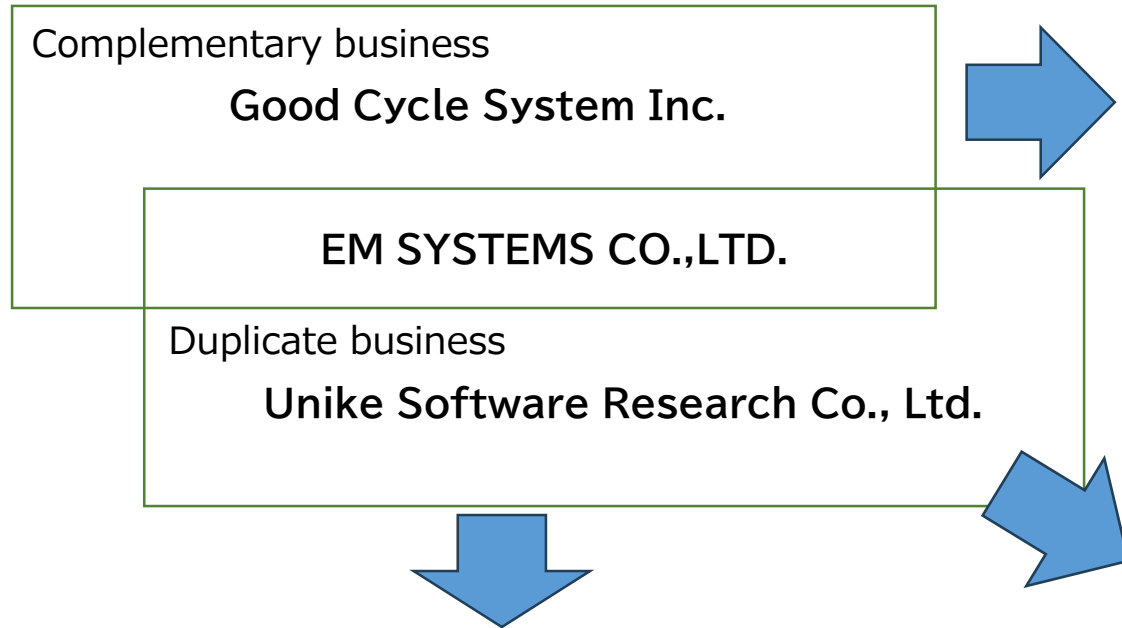 Complementary business
Good Cycle System Inc.
EM SYSTEMS CO.,LTD.
Duplicate business
Unike Software Research Co., Ltd.